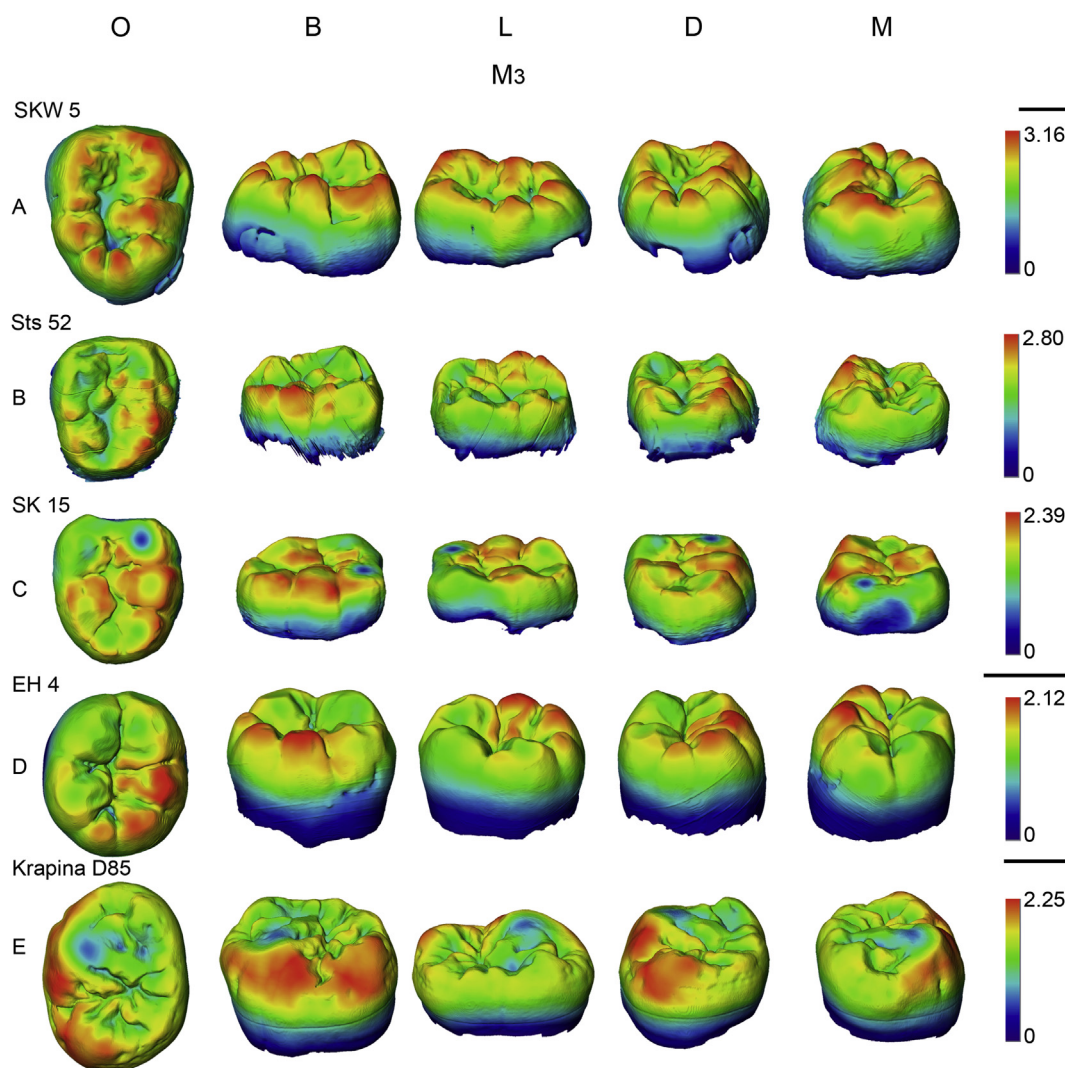 O B L D M
M3
SKW 5
3.16
A
0
Sts 52
2.80
B
0
SK 15
2.39
C
0
EH 4
2.12
D
0
Krapina D85
2.25
E
0